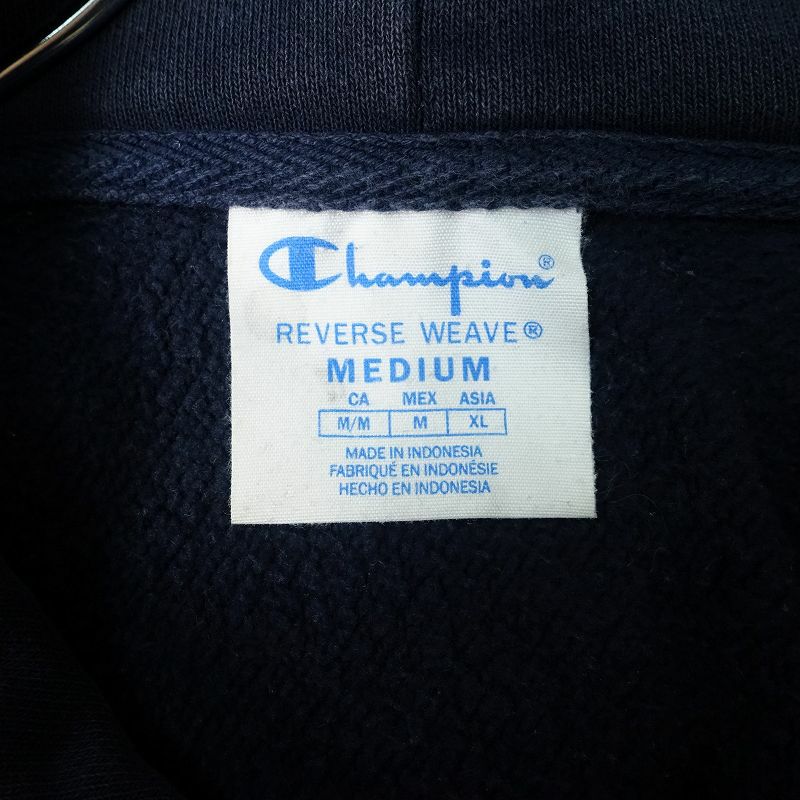 Champion®
REVERSE WEAVE®
MEDIUM
CA MEX ASIA
M/M M XL
MADE IN INDONESIA
FABRIQUÉ EN INDONÉSIE
HECHO EN INDONESIA